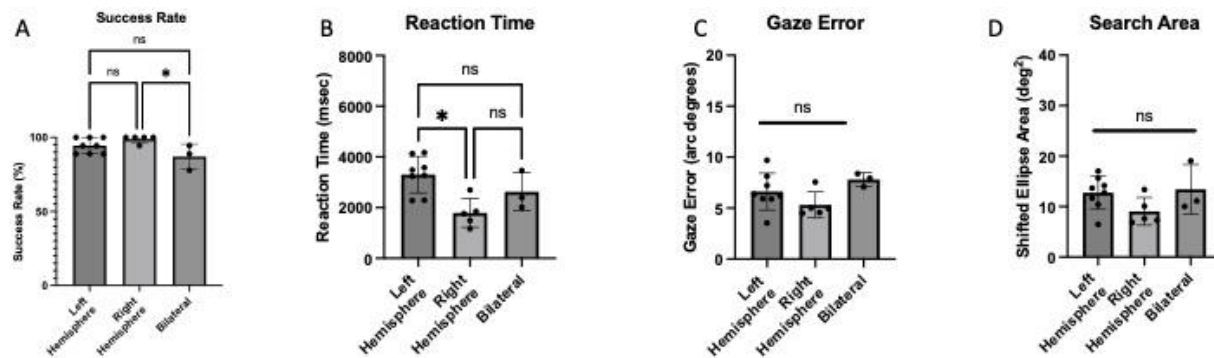 A
Success Rate
ns
ns
*
Success Rate (%)
100
50
0
Left
Hemisphere
Right
Hemisphere
Bilateral
B
Reaction Time
ns
*
ns
Reaction Time (msec)
8000
6000
4000
2000
0
Left
Hemisphere
Right
Hemisphere
Bilateral
C
Gaze Error
ns
Gaze Error (arc degrees)
20
15
10
5
0
Left
Hemisphere
Right
Hemisphere
Bilateral
D
Search Area
ns
Shifted Ellipse Area (deg²)
40
30
20
10
0
Left
Hemisphere
Right
Hemisphere
Bilateral